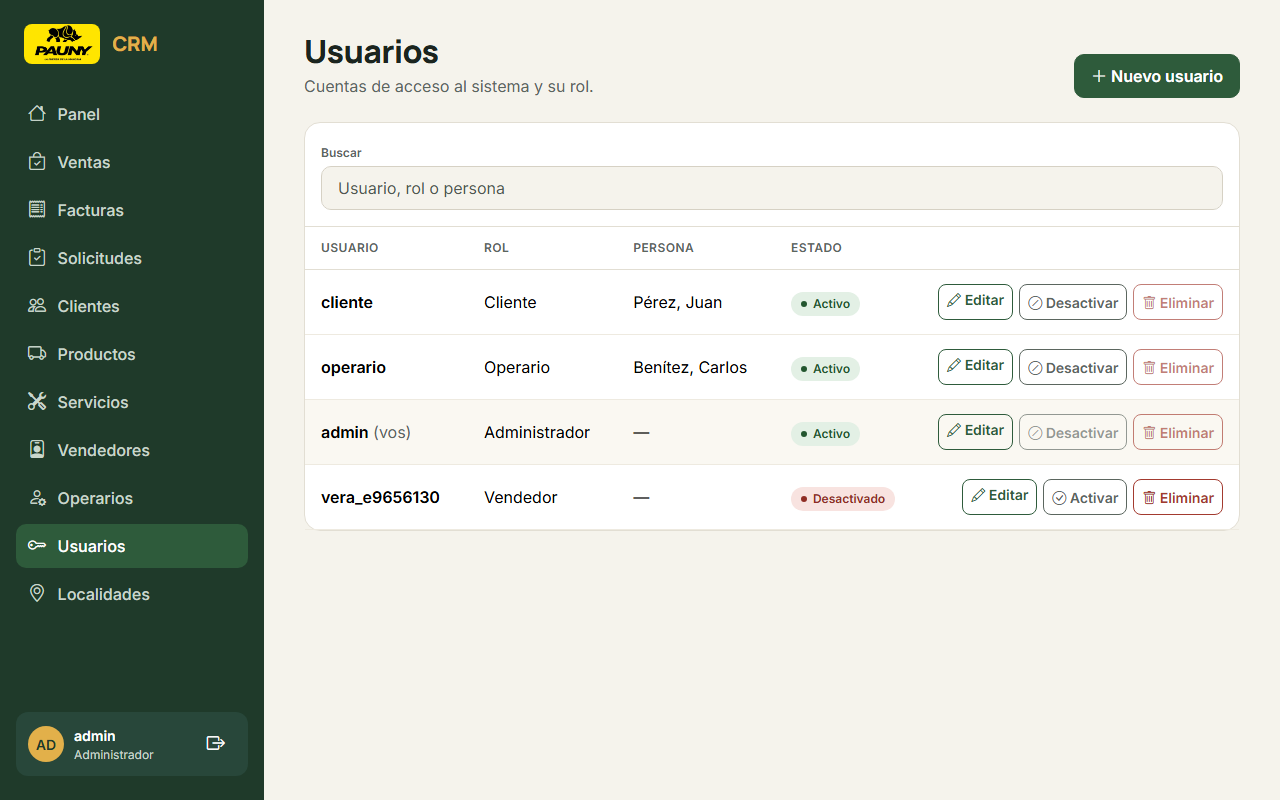 PAUNY
CRM
Panel
Ventas
Facturas
Solicitudes
Clientes
Productos
Servicios
Vendedores
Operarios
Usuarios
Localidades
AD
admin
Administrador
Usuarios
Cuentas de acceso al sistema y su rol.
+ Nuevo usuario
Buscar
Usuario, rol o persona
USUARIO ROL PERSONA ESTADO
cliente Cliente Pérez, Juan Activo Editar Desactivar Eliminar
operario Operario Benítez, Carlos Activo Editar Desactivar Eliminar
admin (vos) Administrador — Activo Editar Desactivar Eliminar
vera_e9656130 Vendedor — Desactivado Editar Activar Eliminar